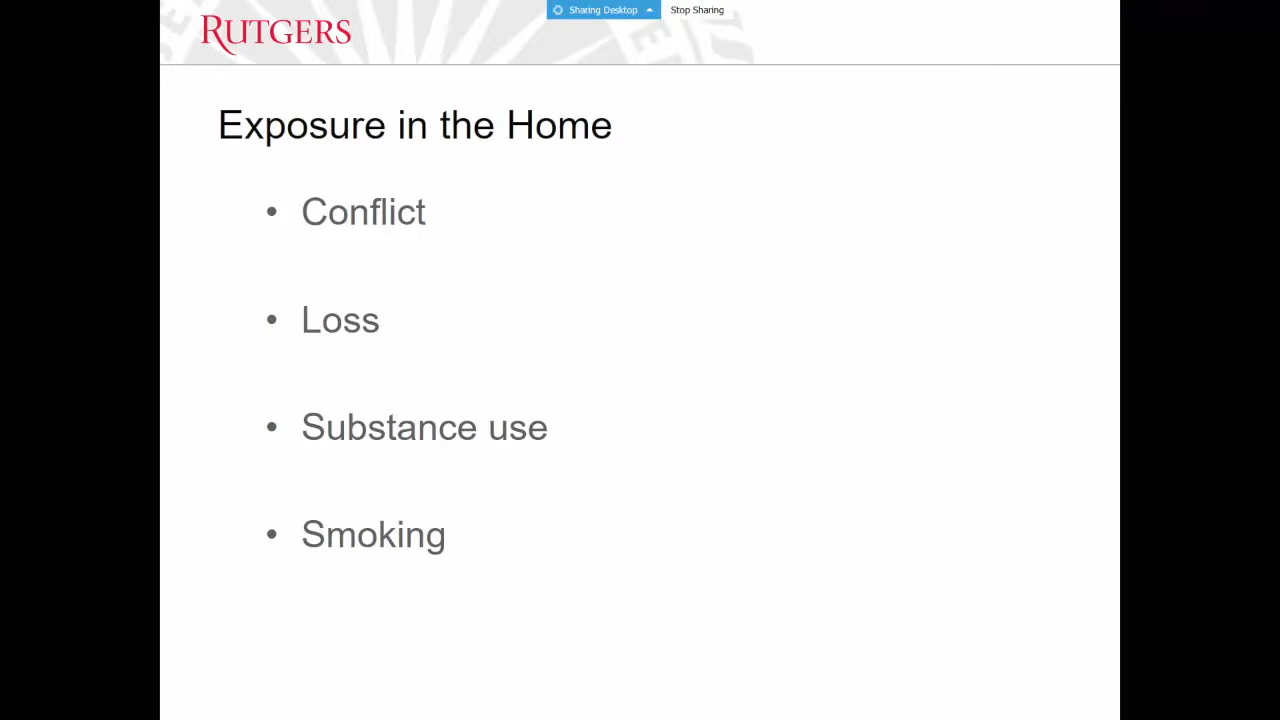 Sharing Desktop Stop Sharing
RUTGERS
Exposure in the Home
• Conflict
• Loss
• Substance use
• Smoking